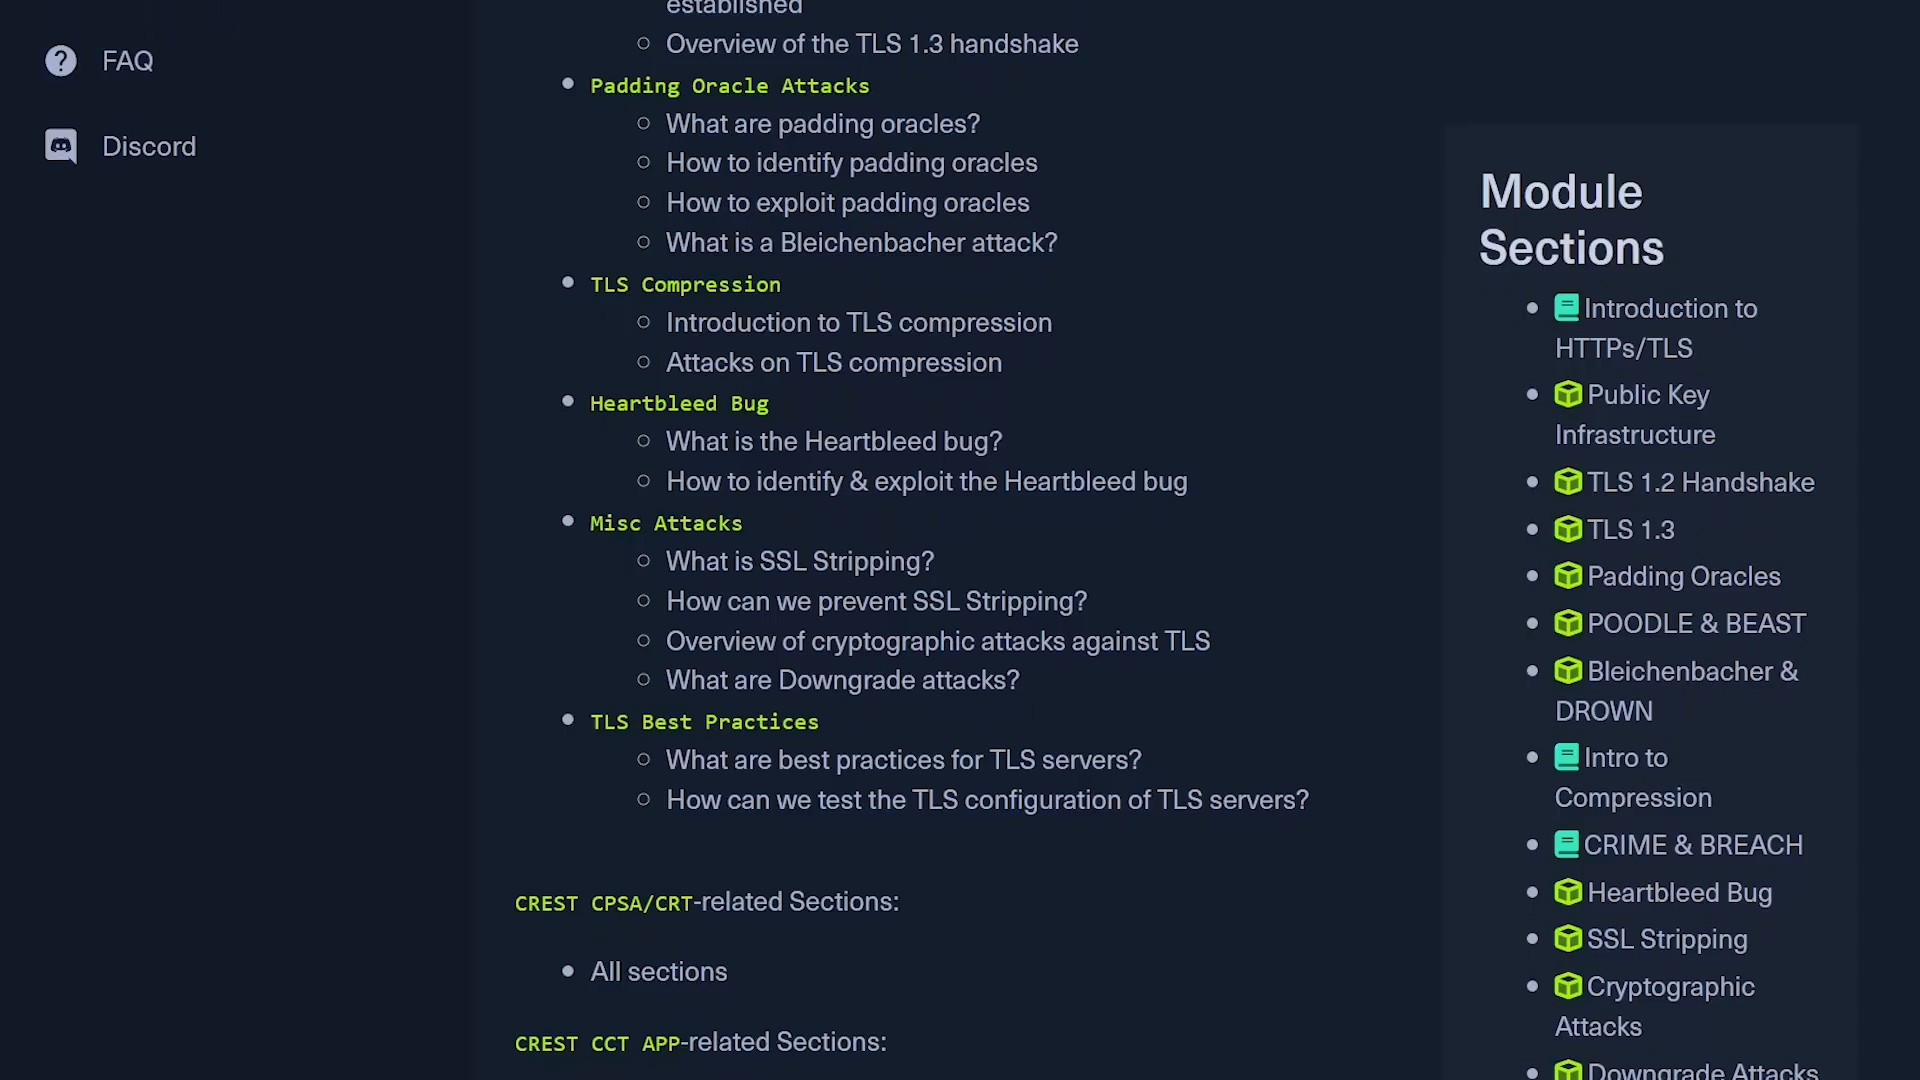 FAQ
Discord
established
Overview of the TLS 1.3 handshake
Padding Oracle Attacks
What are padding oracles?
How to identify padding oracles
How to exploit padding oracles
What is a Bleichenbacher attack?
TLS Compression
Introduction to TLS compression
Attacks on TLS compression
Heartbleed Bug
What is the Heartbleed bug?
How to identify & exploit the Heartbleed bug
Misc Attacks
What is SSL Stripping?
How can we prevent SSL Stripping?
Overview of cryptographic attacks against TLS
What are Downgrade attacks?
TLS Best Practices
What are best practices for TLS servers?
How can we test the TLS configuration of TLS servers?
CREST CPSA/CRT-related Sections:
All sections
CREST CCT APP-related Sections:
Module
Sections
Introduction to
HTTPs/TLS
Public Key
Infrastructure
TLS 1.2 Handshake
TLS 1.3
Padding Oracles
POODLE & BEAST
Bleichenbacher &
DROWN
Intro to
Compression
CRIME & BREACH
Heartbleed Bug
SSL Stripping
Cryptographic
Attacks
Downgrade Attacks